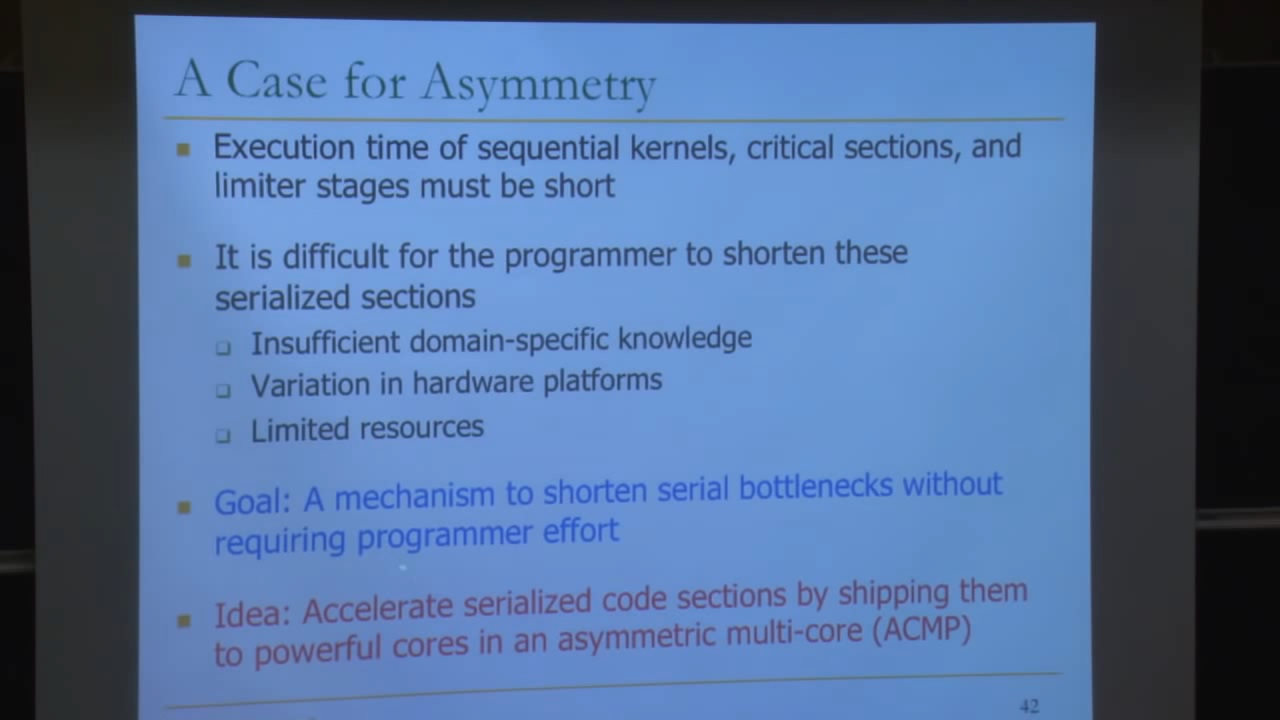 A Case for Asymmetry
Execution time of sequential kernels, critical sections, and
limiter stages must be short
It is difficult for the programmer to shorten these
serialized sections
Insufficient domain-specific knowledge
Variation in hardware platforms
Limited resources
Goal: A mechanism to shorten serial bottlenecks without
requiring programmer effort
Idea: Accelerate serialized code sections by shipping them
to powerful cores in an asymmetric multi-core (ACMP)
42